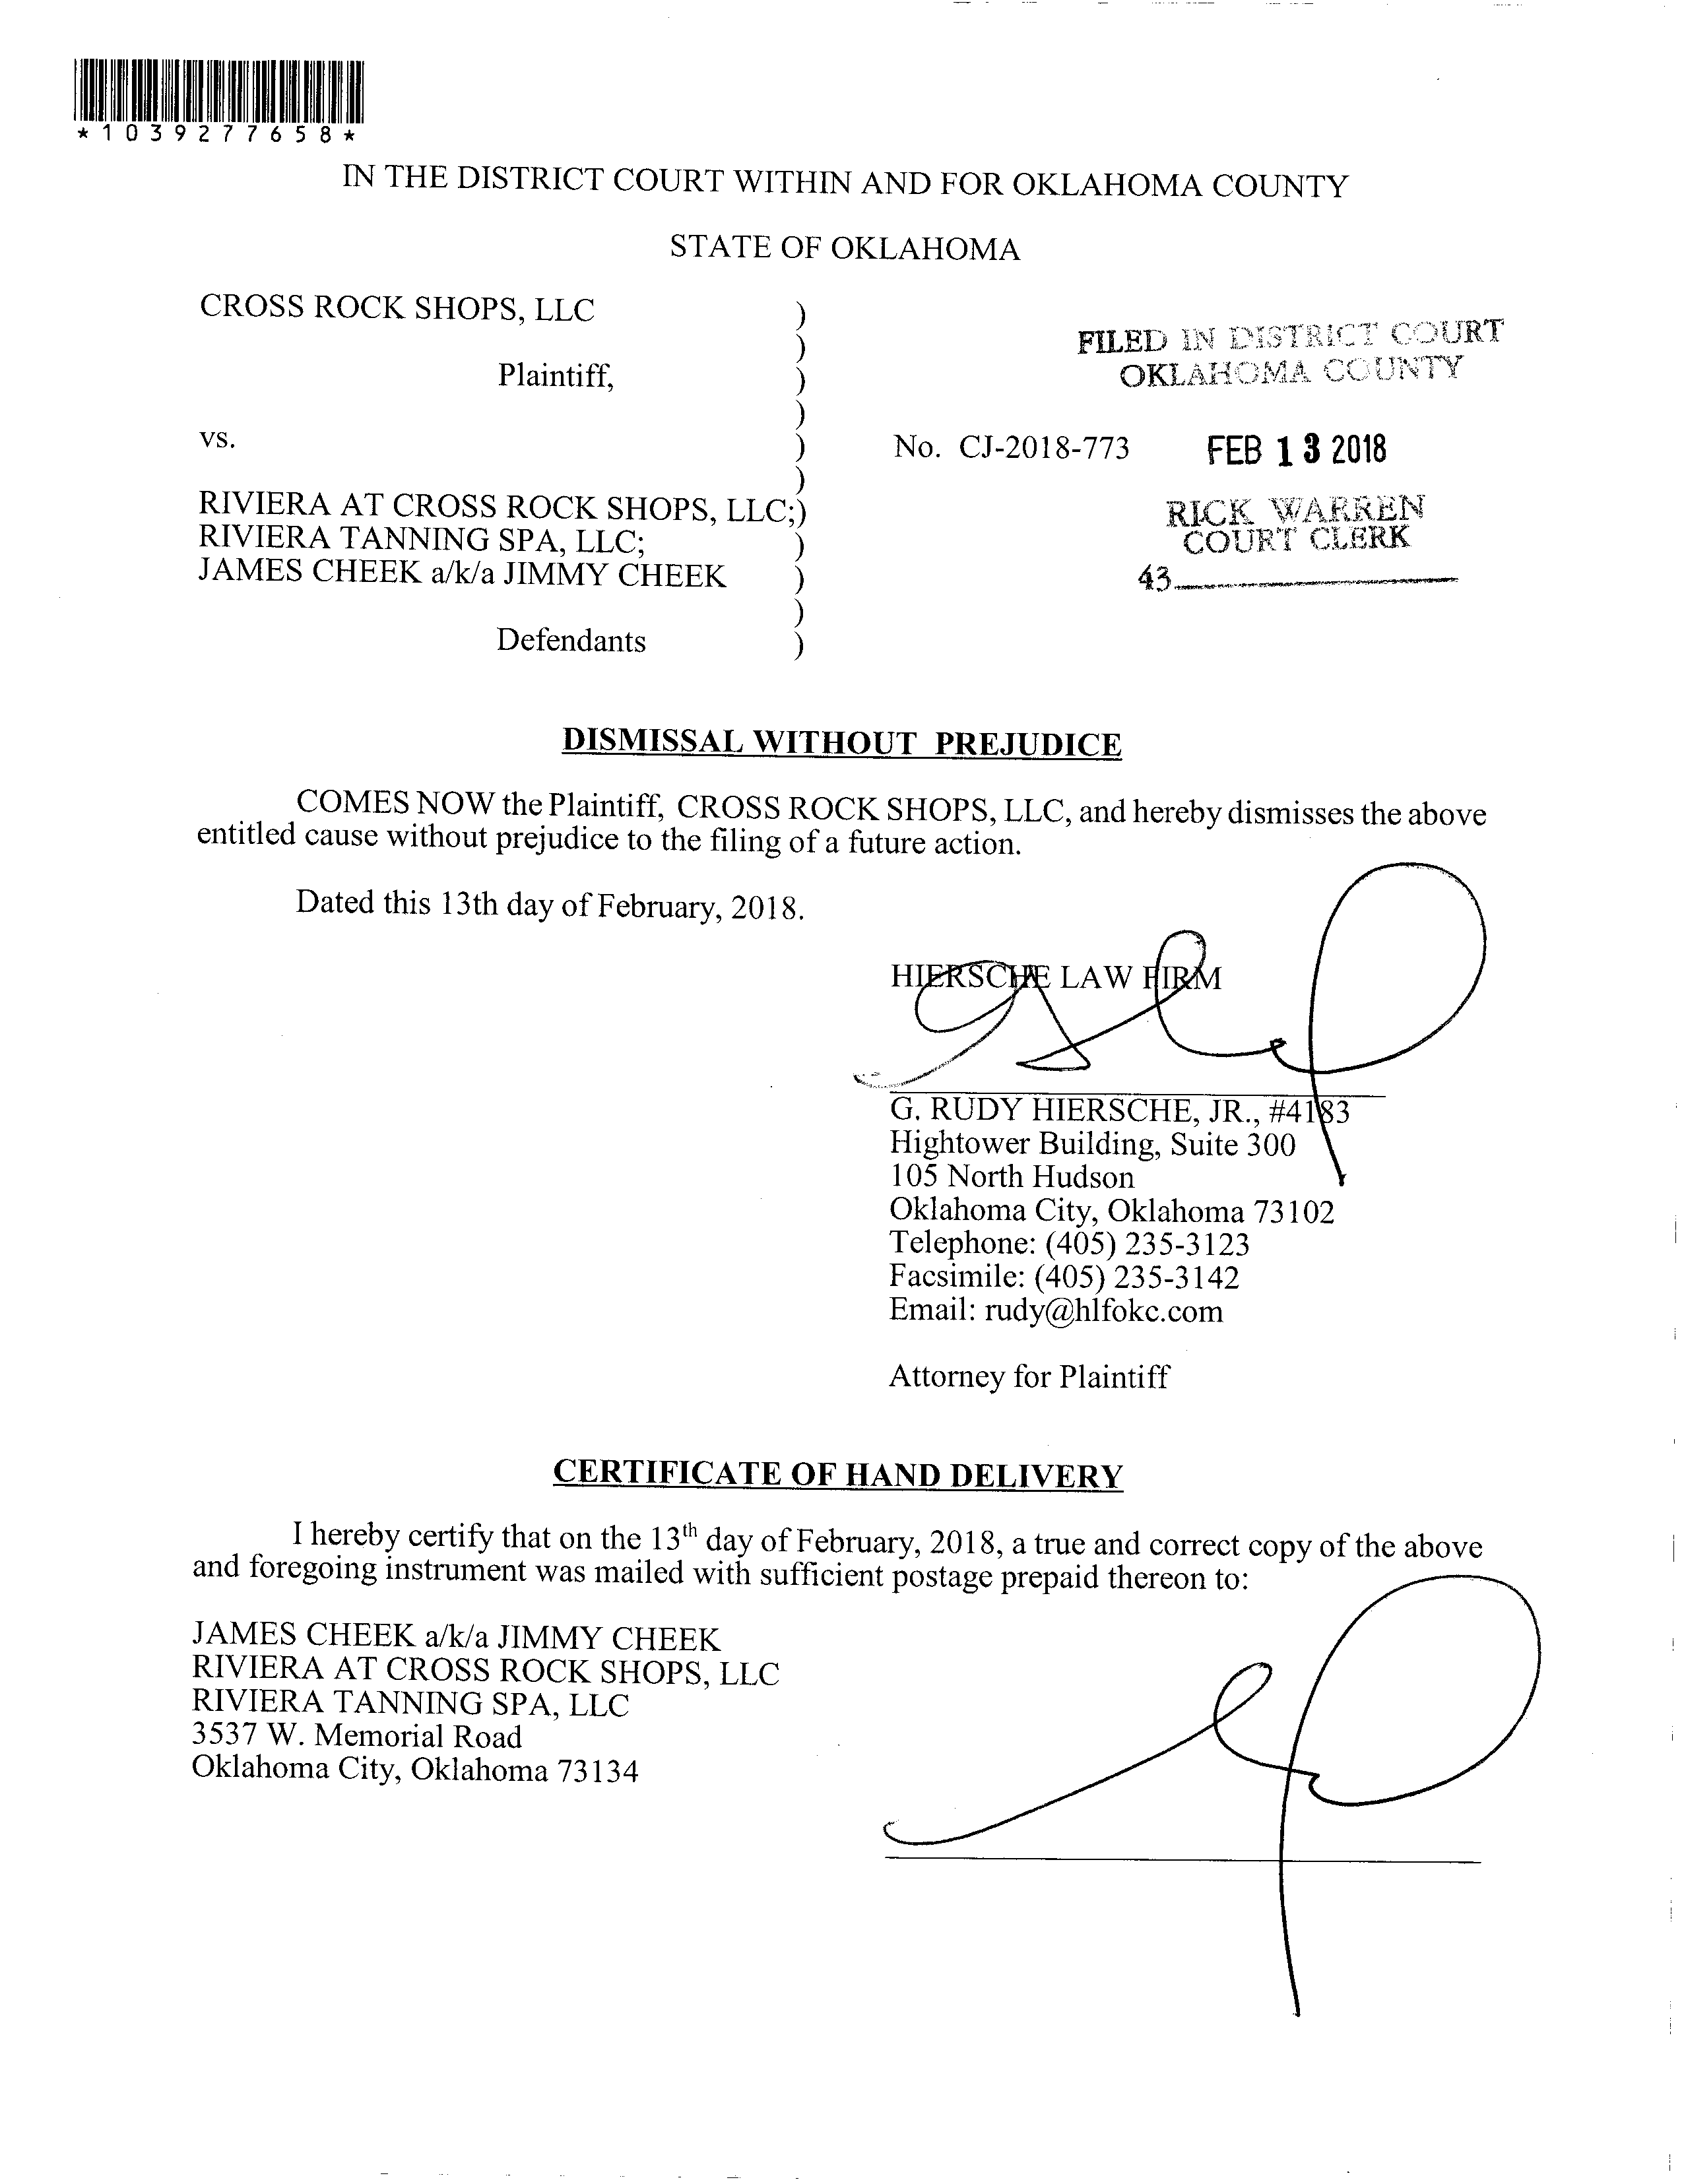 *1039277658*
IN THE DISTRICT COURT WITHIN AND FOR OKLAHOMA COUNTY
STATE OF OKLAHOMA
CROSS ROCK SHOPS, LLC )
)
Plaintiff, )
)
vs. )
)
RIVIERA AT CROSS ROCK SHOPS, LLC;)
RIVIERA TANNING SPA, LLC; )
JAMES CHEEK a/k/a JIMMY CHEEK )
)
Defendants )
FILED IN DISTRICT COURT
OKLAHOMA COUNTY
No. CJ-2018-773
FEB 13 2018
RICK WARREN
COURT CLERK
43
DISMISSAL WITHOUT PREJUDICE
COMES NOW the Plaintiff, CROSS ROCK SHOPS, LLC, and hereby dismisses the above
entitled cause without prejudice to the filing of a future action.
Dated this 13th day of February, 2018.
HIERSCHE LAW FIRM
G. RUDY HIERSCHE, JR., #4183
Hightower Building, Suite 300
105 North Hudson
Oklahoma City, Oklahoma 73102
Telephone: (405) 235-3123
Facsimile: (405) 235-3142
Email: rudy@hlfokc.com
Attorney for Plaintiff
CERTIFICATE OF HAND DELIVERY
I hereby certify that on the 13th day of February, 2018, a true and correct copy of the above
and foregoing instrument was mailed with sufficient postage prepaid thereon to:
JAMES CHEEK a/k/a JIMMY CHEEK
RIVIERA AT CROSS ROCK SHOPS, LLC
RIVIERA TANNING SPA, LLC
3537 W. Memorial Road
Oklahoma City, Oklahoma 73134